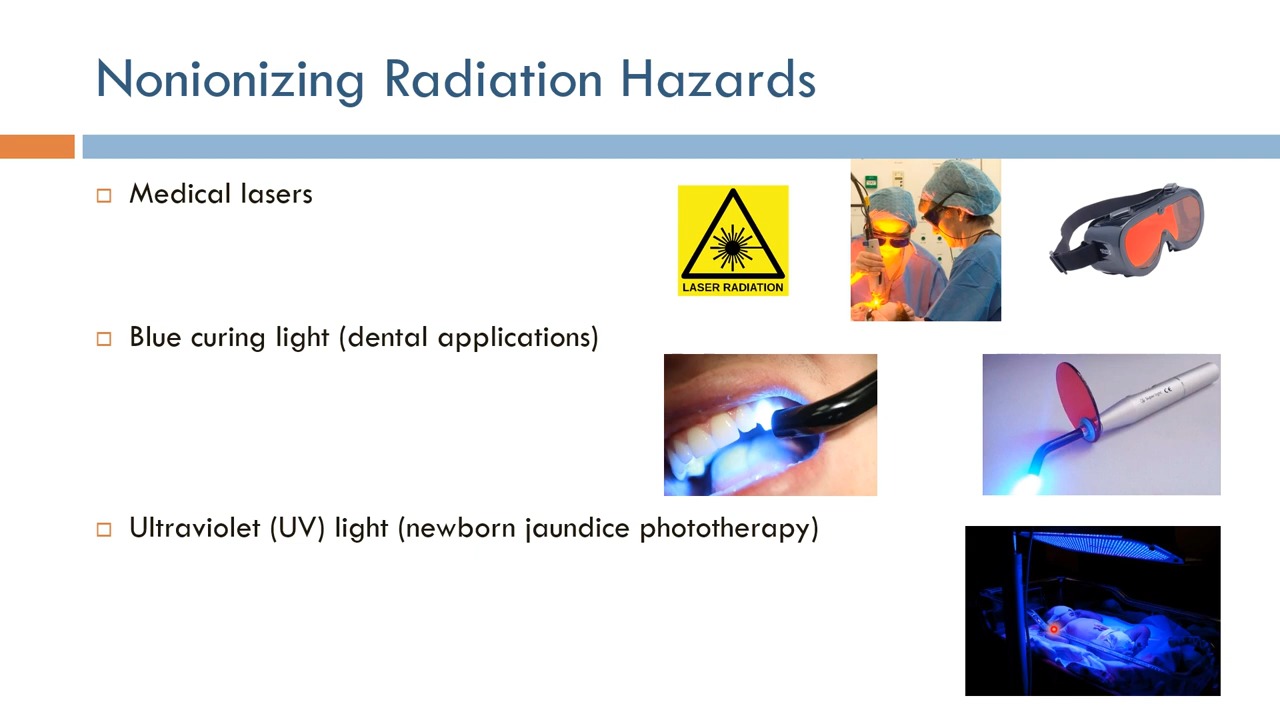 Nonionizing Radiation Hazards
Medical lasers
LASER RADIATION
Blue curing light (dental applications)
Ultraviolet (UV) light (newborn jaundice phototherapy)